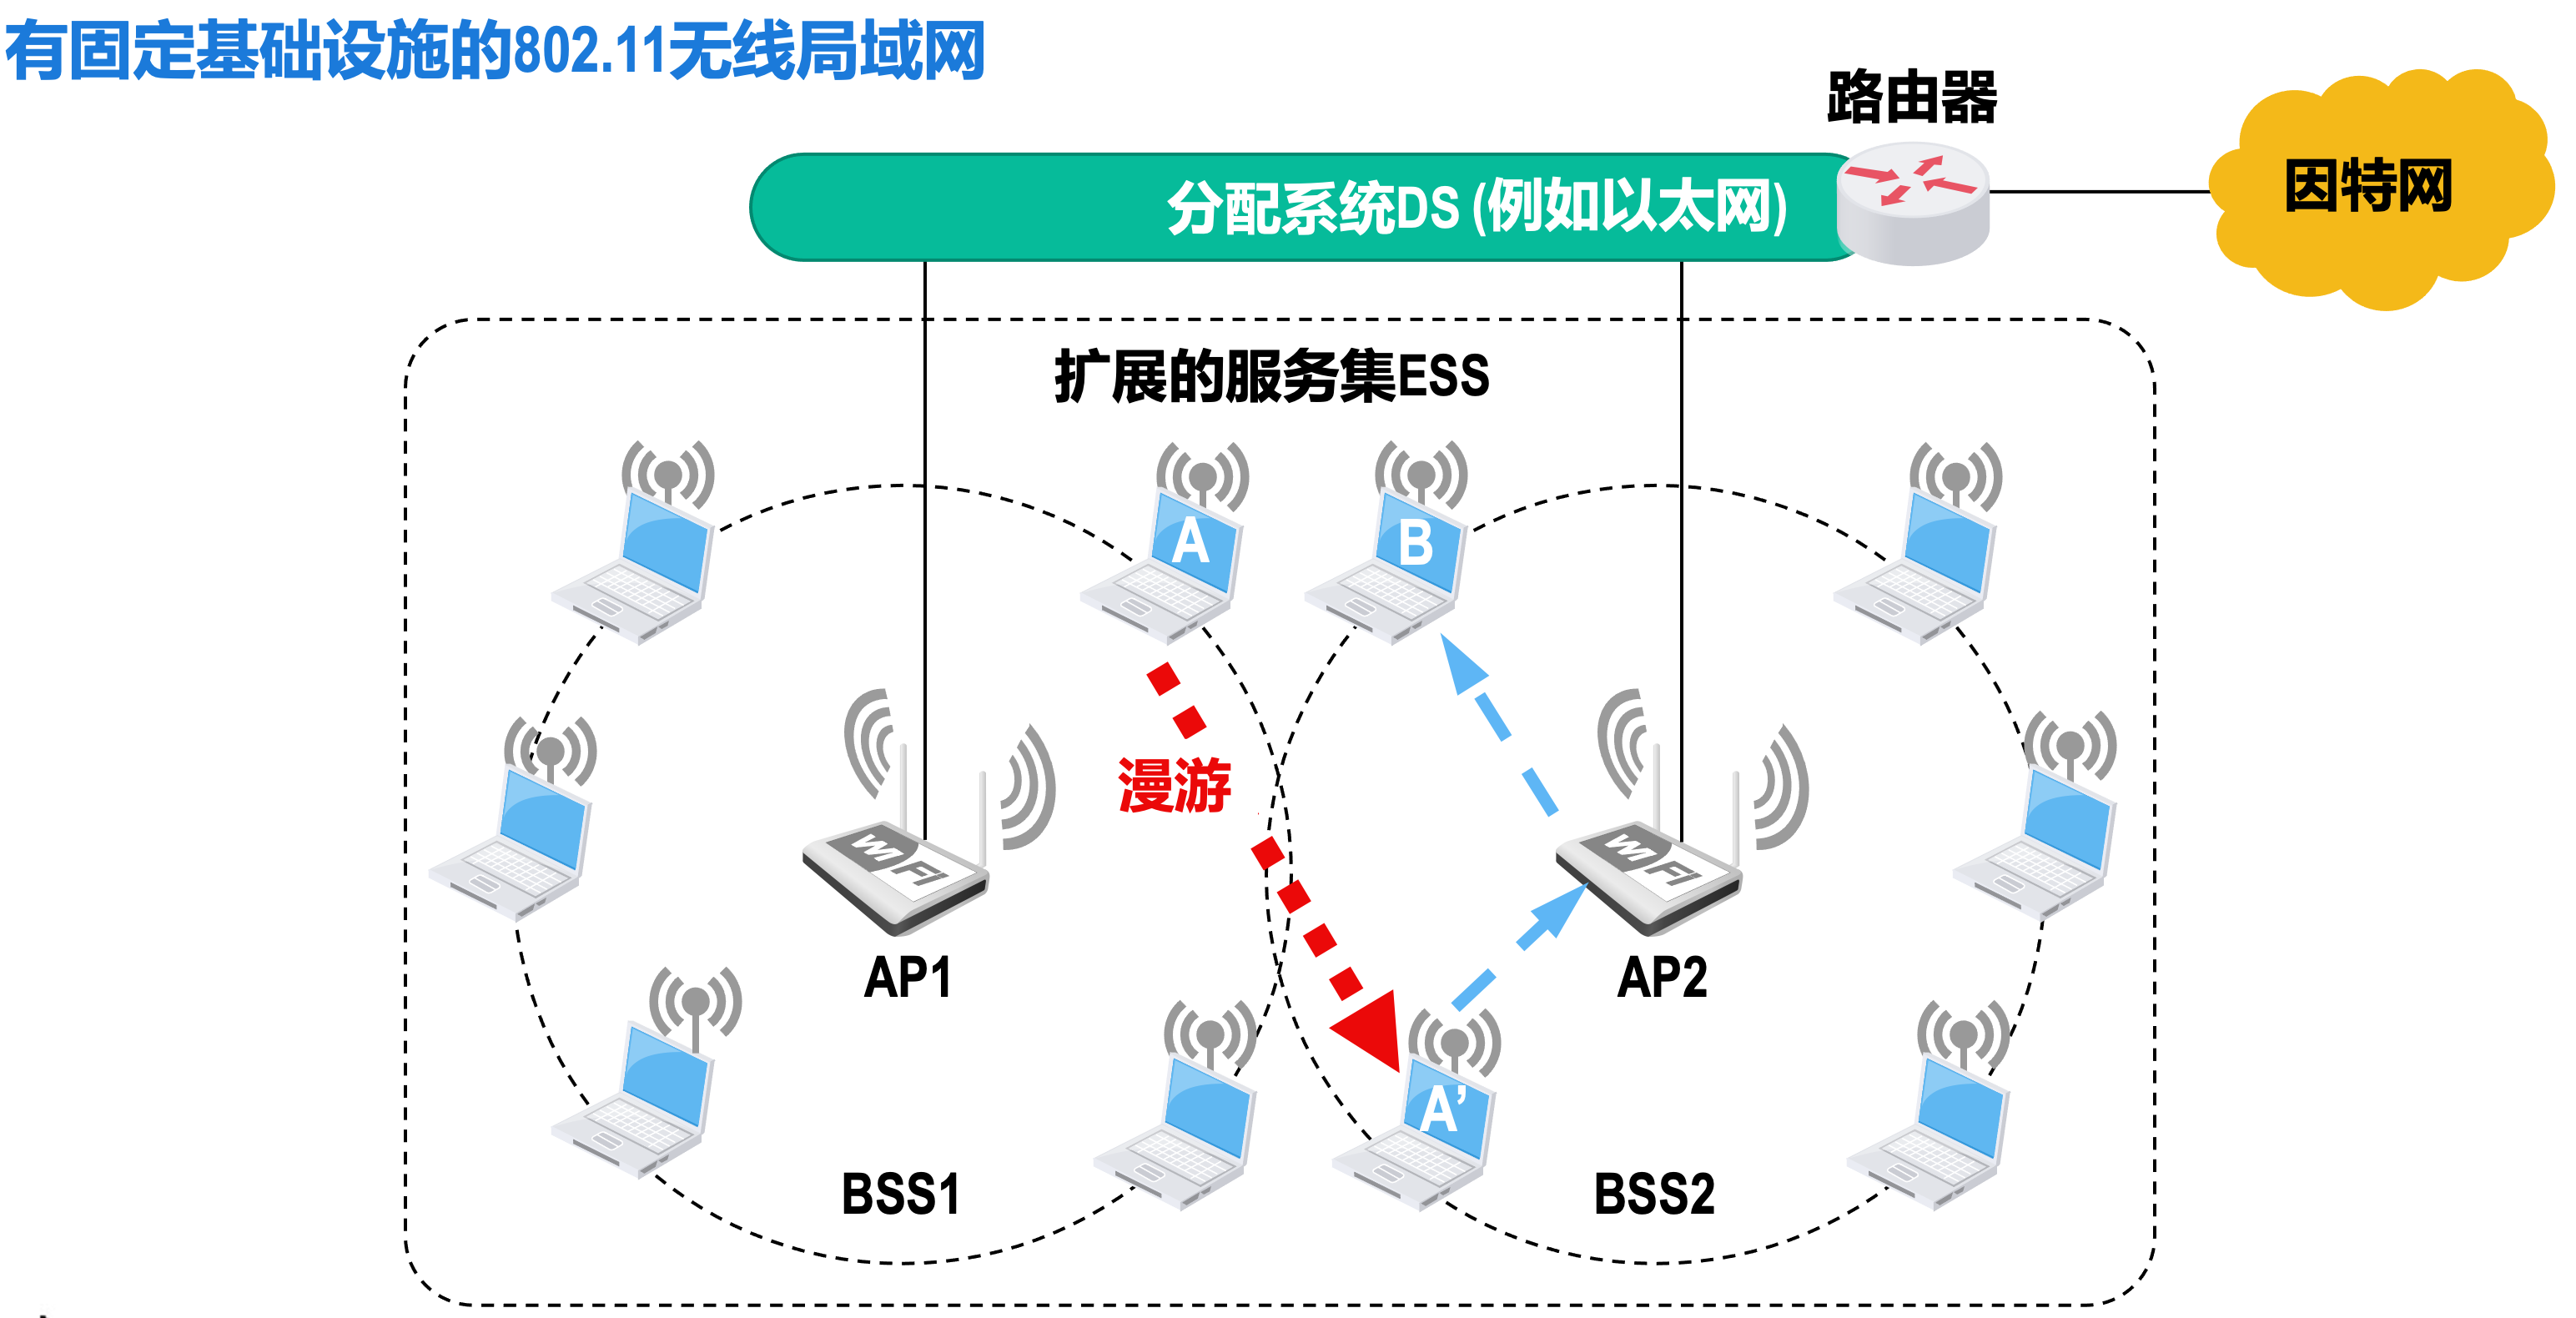 有固定基础设施的802.11无线局域网
路由器
因特网
分配系统DS (例如以太网)
扩展的服务集ESS
A
B
漫游
WiFi
WiFi
AP1
AP2
A’
BSS1
BSS2